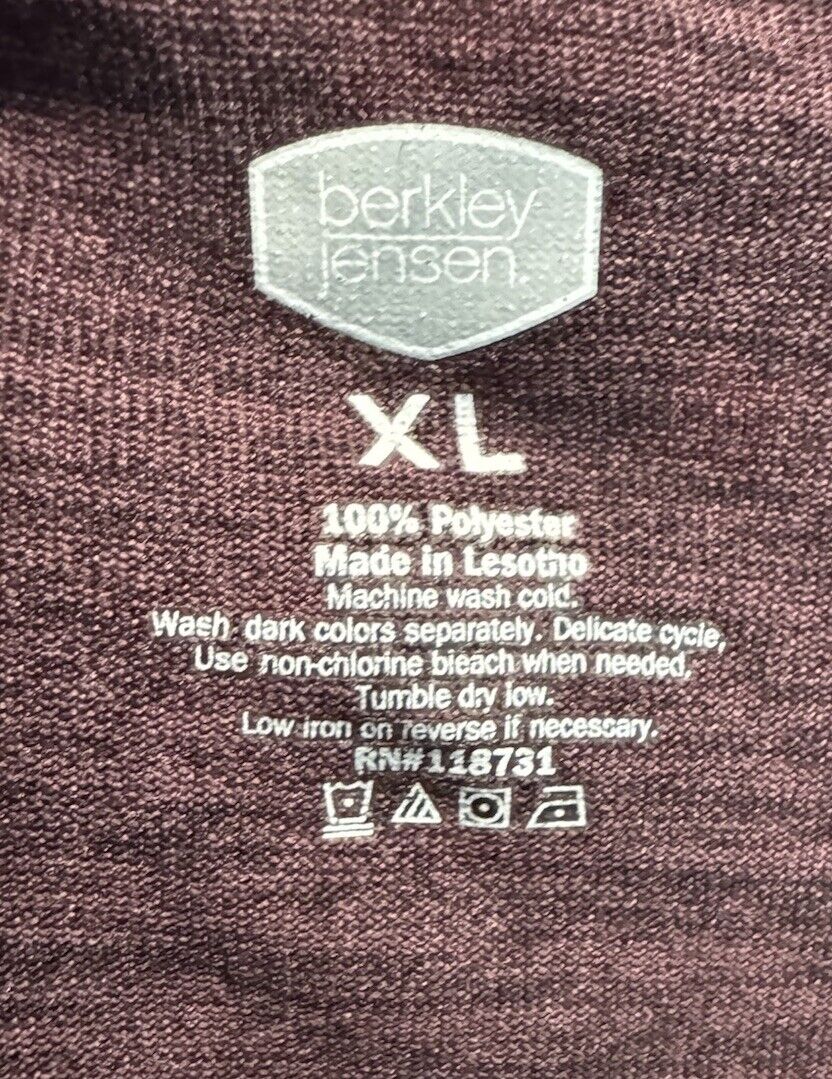 berkley
jensen.
XL
100% Polyester
Made in Lesotho
Machine wash cold.
Wash dark colors separately. Delicate cycle,
Use non-chlorine bleach when needed,
Tumble dry low.
Low iron on reverse if necessary.
RN#118731